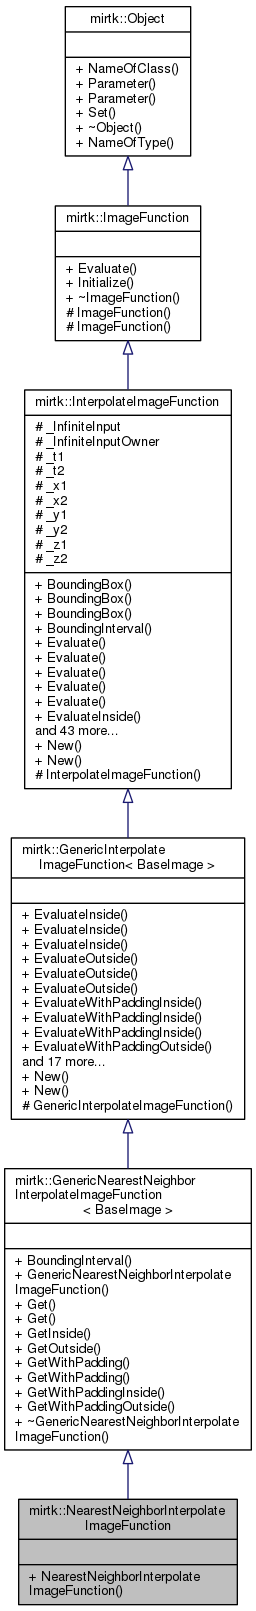 mirtk::Object
+ NameOfClass()
+ Parameter()
+ Parameter()
+ Set()
+ ~Object()
+ NameOfType()
mirtk::ImageFunction
+ Evaluate()
+ Initialize()
+ ~ImageFunction()
# ImageFunction()
# ImageFunction()
mirtk::InterpolateImageFunction
# _InfiniteInput
# _InfiniteInputOwner
# _t1
# _t2
# _x1
# _x2
# _y1
# _y2
# _z1
# _z2
+ BoundingBox()
+ BoundingBox()
+ BoundingBox()
+ BoundingInterval()
+ Evaluate()
+ Evaluate()
+ Evaluate()
+ Evaluate()
+ Evaluate()
+ EvaluateInside()
and 43 more...
+ New()
+ New()
# InterpolateImageFunction()
mirtk::GenericInterpolate
ImageFunction< BaseImage >
+ EvaluateInside()
+ EvaluateInside()
+ EvaluateInside()
+ EvaluateOutside()
+ EvaluateOutside()
+ EvaluateOutside()
+ EvaluateWithPaddingInside()
+ EvaluateWithPaddingInside()
+ EvaluateWithPaddingInside()
+ EvaluateWithPaddingOutside()
and 17 more...
+ New()
+ New()
# GenericInterpolateImageFunction()
mirtk::GenericNearestNeighbor
InterpolateImageFunction
< BaseImage >
+ BoundingInterval()
+ GenericNearestNeighborInterpolate
ImageFunction()
+ Get()
+ Get()
+ GetInside()
+ GetOutside()
+ GetWithPadding()
+ GetWithPadding()
+ GetWithPaddingInside()
+ GetWithPaddingOutside()
+ ~GenericNearestNeighborInterpolate
ImageFunction()
mirtk::NearestNeighborInterpolate
ImageFunction
+ NearestNeighborInterpolate
ImageFunction()